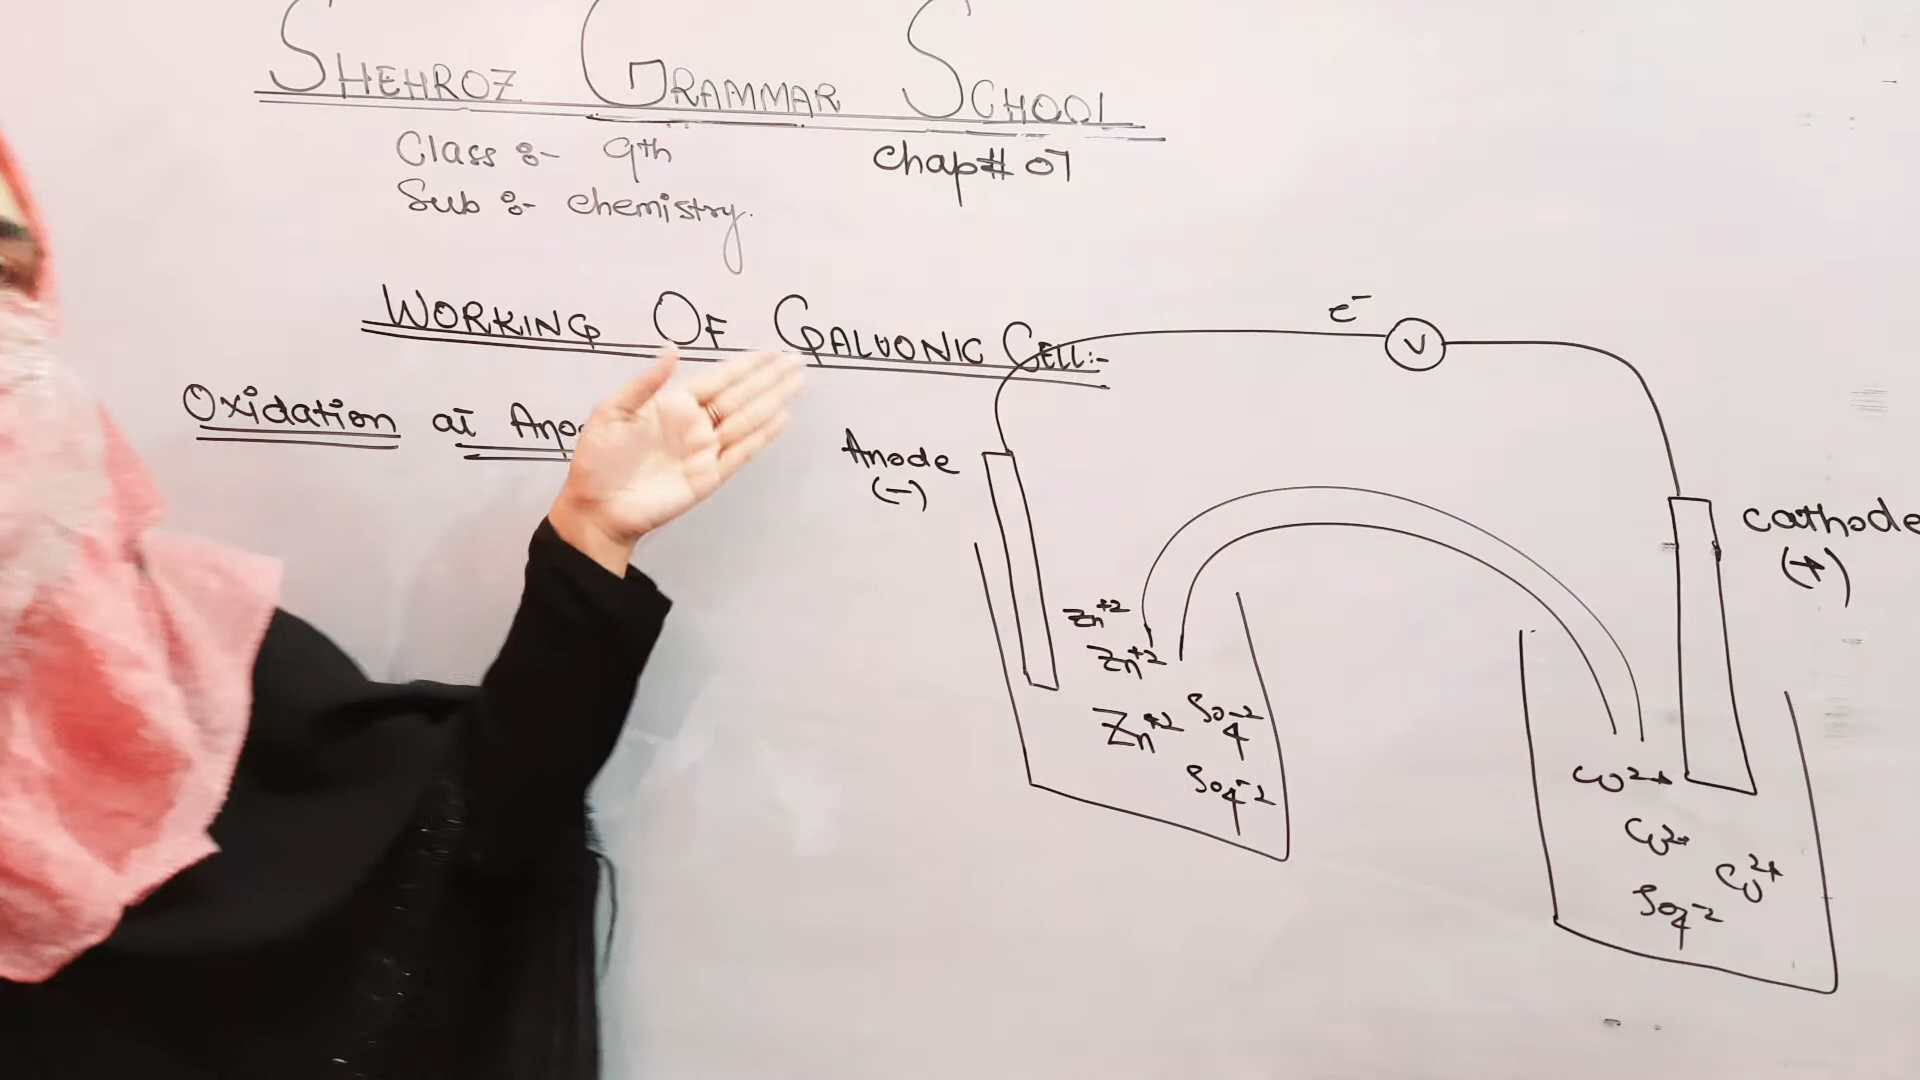 SHEHROZ GRAMMAR SCHOOL
Class :- 9th
Chap# 07
Sub :- chemistry.
WORKING OF GALVONIC CELL:-
Oxidation at
e⁻
V
Anode
(-)
Cathode
(+)
Zn⁺²
Zn⁺²
Zn⁺² SO₄⁻²
SO₄⁻²
Cu²⁺
Cu²⁺
Cu²⁺
SO₄⁻²